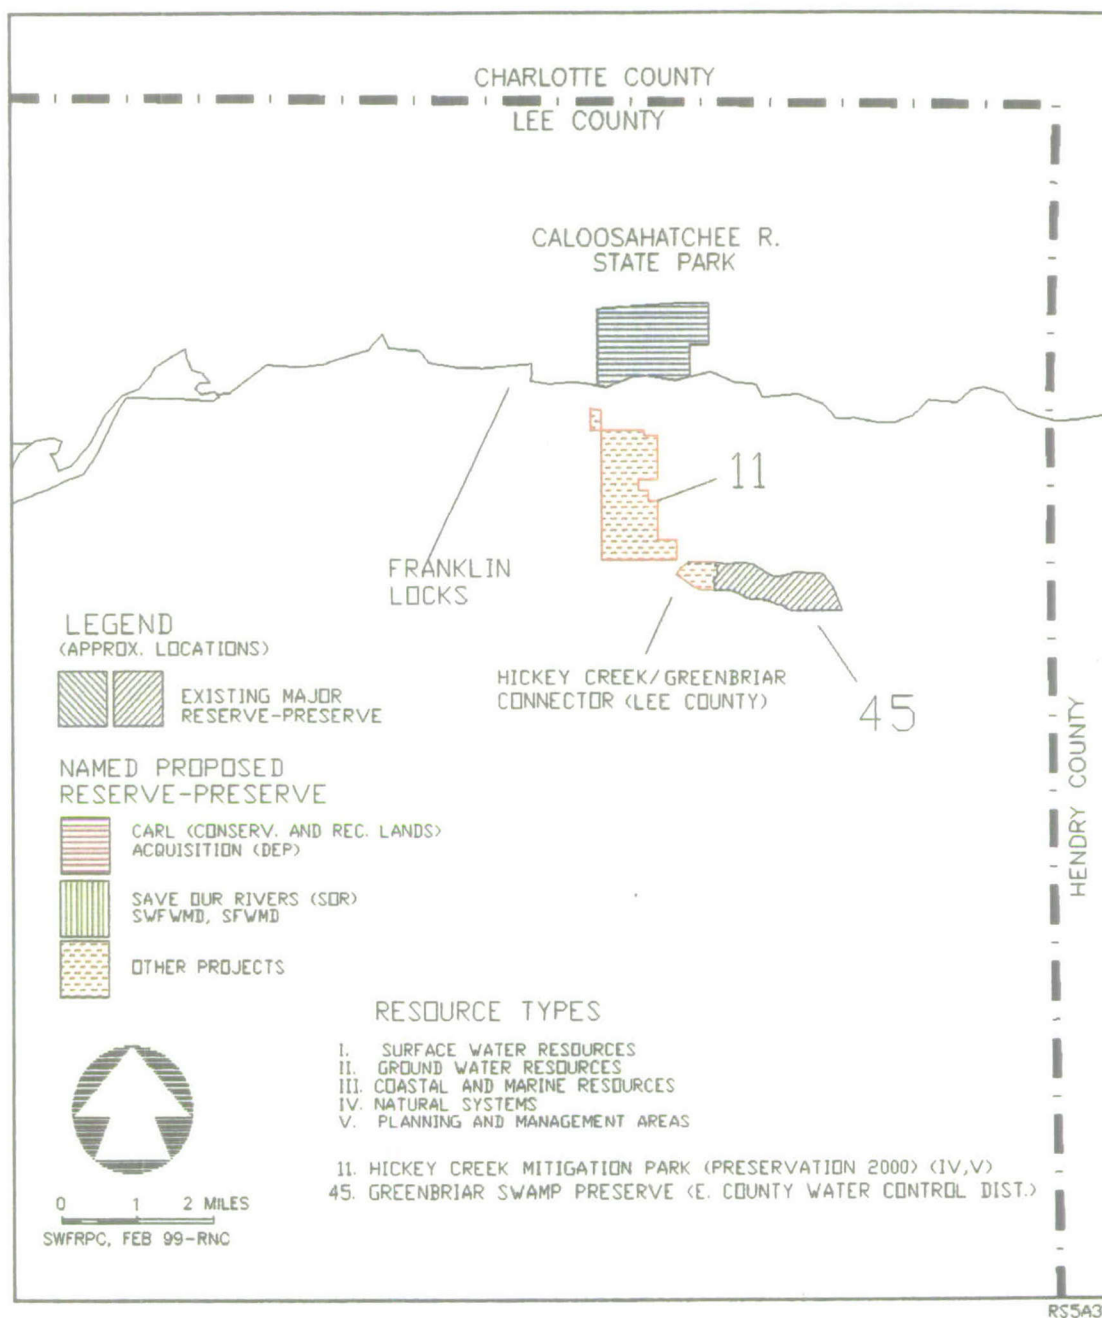 CHARLOTTE COUNTY
LEE COUNTY
CALOOSAHATCHEE R.
STATE PARK
11
FRANKLIN
LOCKS
HICKEY CREEK/GREENBRIAR
CONNECTOR (LEE COUNTY)
45
HENDRY COUNTY
LEGEND
(APPROX. LOCATIONS)
EXISTING MAJOR
RESERVE-PRESERVE
NAMED PROPOSED
RESERVE-PRESERVE
CARL (CONSERV. AND REC. LANDS)
ACQUISITION (DEP)
SAVE OUR RIVERS (SOR)
SWFWMD, SFWMD
OTHER PROJECTS
RESOURCE TYPES
I. SURFACE WATER RESOURCES
II. GROUND WATER RESOURCES
III. COASTAL AND MARINE RESOURCES
IV. NATURAL SYSTEMS
V. PLANNING AND MANAGEMENT AREAS
11. HICKEY CREEK MITIGATION PARK (PRESERVATION 2000) (IV,V)
45. GREENBRIAR SWAMP PRESERVE (E. COUNTY WATER CONTROL DIST.)
0 1 2 MILES
SWFRPC, FEB 99-RNC
RS5A3